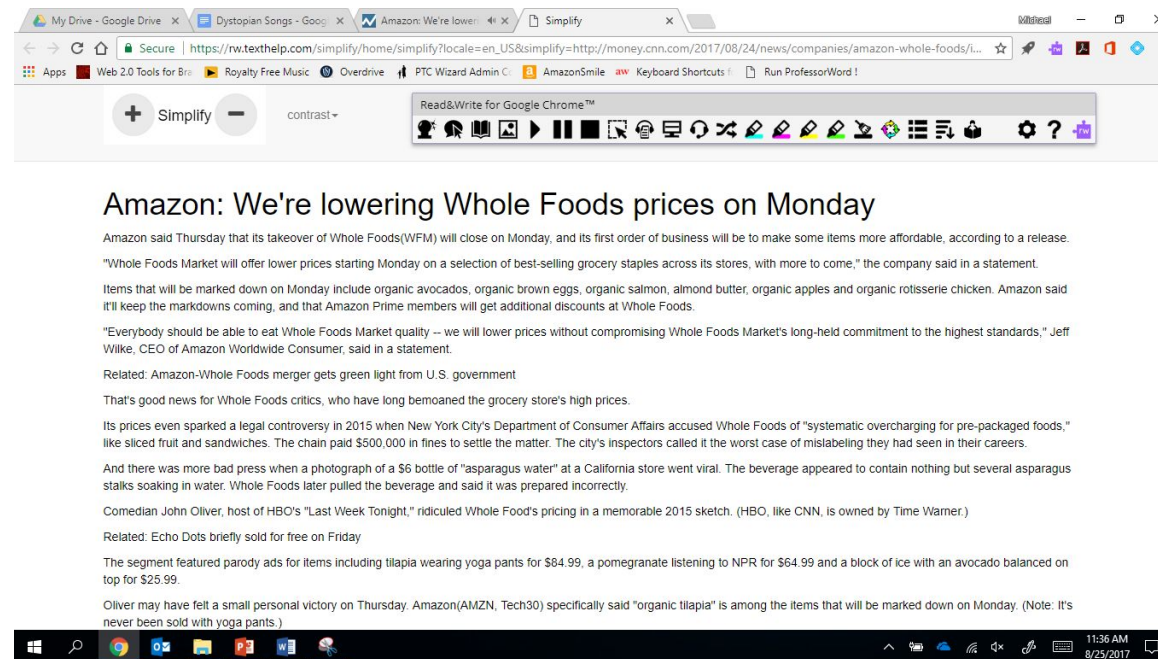 My Drive - Google Drive
Dystopian Songs - Goog
Amazon: We're loweri
Simplify
Michael
Secure
https://rw.texthelp.com/simplify/home/simplify?locale=en_US&simplify=http://money.cnn.com/2017/08/24/news/companies/amazon-whole-foods/i...
Apps
Web 2.0 Tools for Bra
Royalty Free Music
Overdrive
PTC Wizard Admin C
AmazonSmile
aw Keyboard Shortcuts f
Run ProfessorWord !
Simplify
contrast
Read&Write for Google Chrome™
rw
Amazon: We're lowering Whole Foods prices on Monday
Amazon said Thursday that its takeover of Whole Foods(WFM) will close on Monday, and its first order of business will be to make some items more affordable, according to a release.
"Whole Foods Market will offer lower prices starting Monday on a selection of best-selling grocery staples across its stores, with more to come," the company said in a statement.
Items that will be marked down on Monday include organic avocados, organic brown eggs, organic salmon, almond butter, organic apples and organic rotisserie chicken. Amazon said
it'll keep the markdowns coming, and that Amazon Prime members will get additional discounts at Whole Foods.
"Everybody should be able to eat Whole Foods Market quality -- we will lower prices without compromising Whole Foods Market's long-held commitment to the highest standards," Jeff
Wilke, CEO of Amazon Worldwide Consumer, said in a statement.
Related: Amazon-Whole Foods merger gets green light from U.S. government
That's good news for Whole Foods critics, who have long bemoaned the grocery store's high prices.
Its prices even sparked a legal controversy in 2015 when New York City's Department of Consumer Affairs accused Whole Foods of "systematic overcharging for pre-packaged foods,"
like sliced fruit and sandwiches. The chain paid $500,000 in fines to settle the matter. The city's inspectors called it the worst case of mislabeling they had seen in their careers.
And there was more bad press when a photograph of a $6 bottle of "asparagus water" at a California store went viral. The beverage appeared to contain nothing but several asparagus
stalks soaking in water. Whole Foods later pulled the beverage and said it was prepared incorrectly.
Comedian John Oliver, host of HBO's "Last Week Tonight," ridiculed Whole Food's pricing in a memorable 2015 sketch. (HBO, like CNN, is owned by Time Warner.)
Related: Echo Dots briefly sold for free on Friday
The segment featured parody ads for items including tilapia wearing yoga pants for $84.99, a pomegranate listening to NPR for $64.99 and a block of ice with an avocado balanced on
top for $25.99.
Oliver may have felt a small personal victory on Thursday. Amazon(AMZN, Tech30) specifically said "organic tilapia" is among the items that will be marked down on Monday. (Note: It's
never been sold with yoga pants.)
11:36 AM
8/25/2017